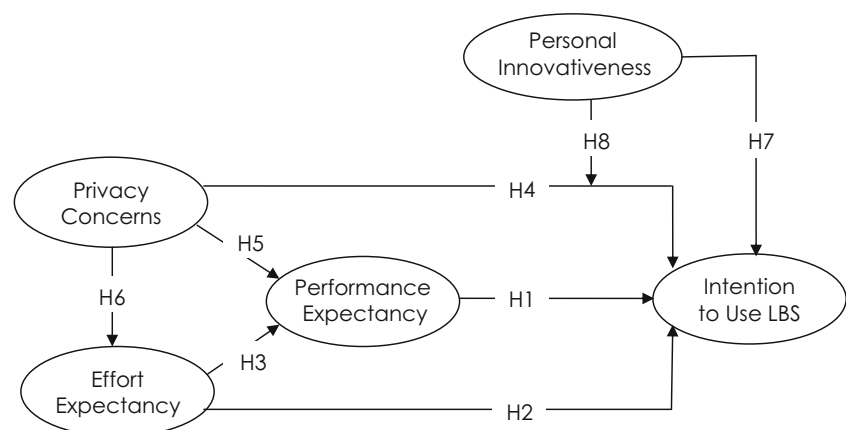 Personal
Innovativeness
H8
H7
Privacy
Concerns
H4
H5
H6
Performance
Expectancy
H1
Intention
to Use LBS
H3
Effort
Expectancy
H2